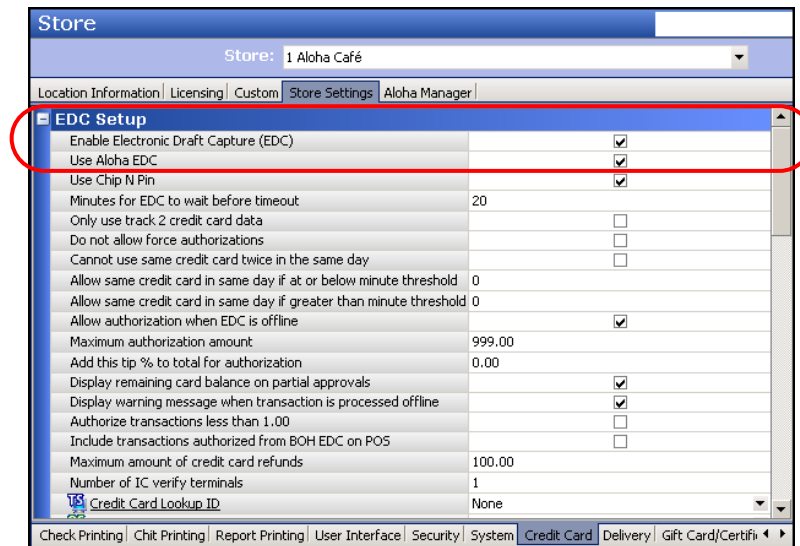 Store
Store: 1 Aloha Café
Location Information Licensing Custom Store Settings Aloha Manager
EDC Setup
Enable Electronic Draft Capture (EDC)
Use Aloha EDC
Use Chip N Pin
Minutes for EDC to wait before timeout 20
Only use track 2 credit card data
Do not allow force authorizations
Cannot use same credit card twice in the same day
Allow same credit card in same day if at or below minute threshold 0
Allow same credit card in same day if greater than minute threshold 0
Allow authorization when EDC is offline
Maximum authorization amount 999.00
Add this tip % to total for authorization 0.00
Display remaining card balance on partial approvals
Display warning message when transaction is processed offline
Authorize transactions less than 1.00
Include transactions authorized from BOH EDC on POS
Maximum amount of credit card refunds 100.00
Number of IC verify terminals 1
Credit Card Lookup ID None
Check Printing Chit Printing Report Printing User Interface Security System Credit Card Delivery Gift Card/Certifi